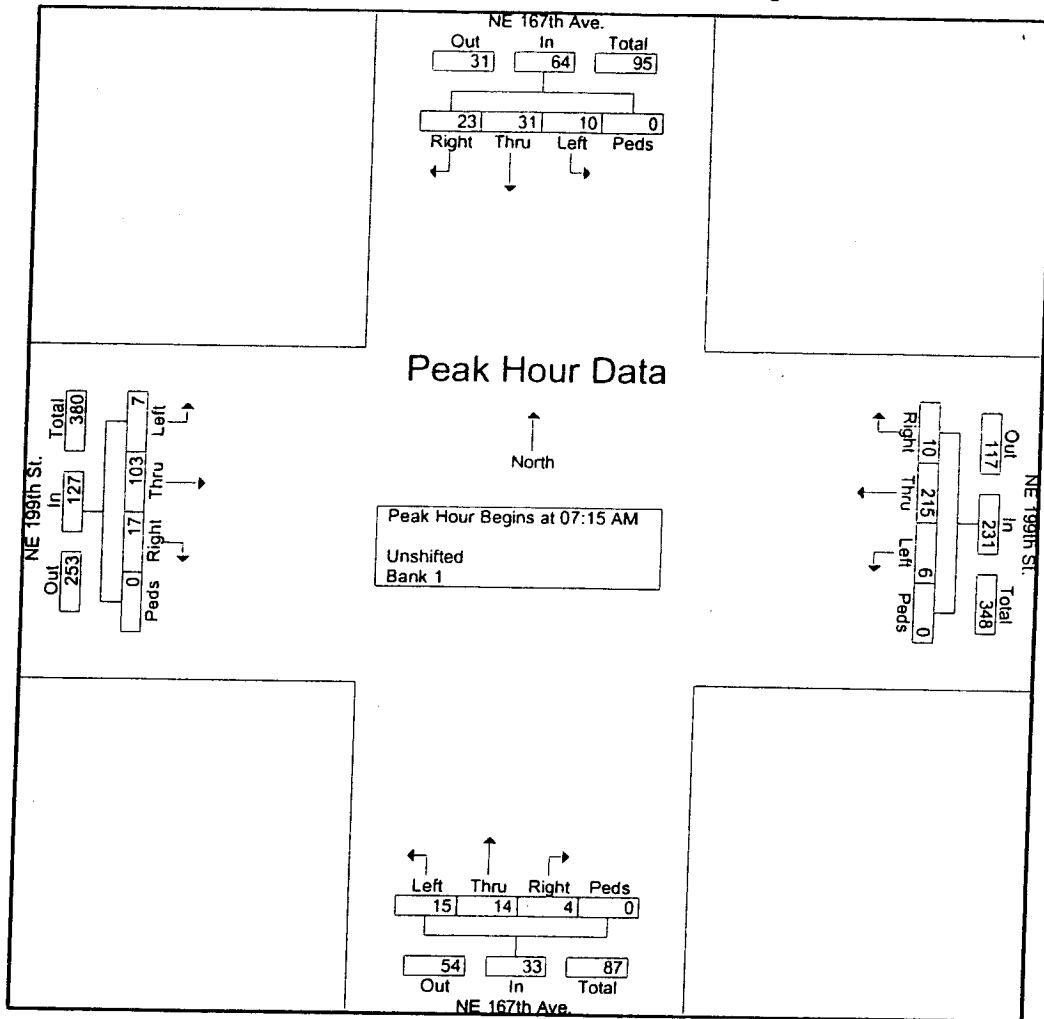 NE 167th Ave.
Out In Total
31 64 95
23 31 10 0
Right Thru Left Peds
Peak Hour Data
North
Peak Hour Begins at 07:15 AM
Unshifted
Bank 1
NE 199th St.
Total In Out
380 127 253
7 103 17 0
Left Thru Right Peds
Right Thru Left Peds
10 215 6 0
Out In Total
117 231 348
NE 199th St.
Left Thru Right Peds
15 14 4 0
54 33 87
Out In Total
NE 167th Ave.